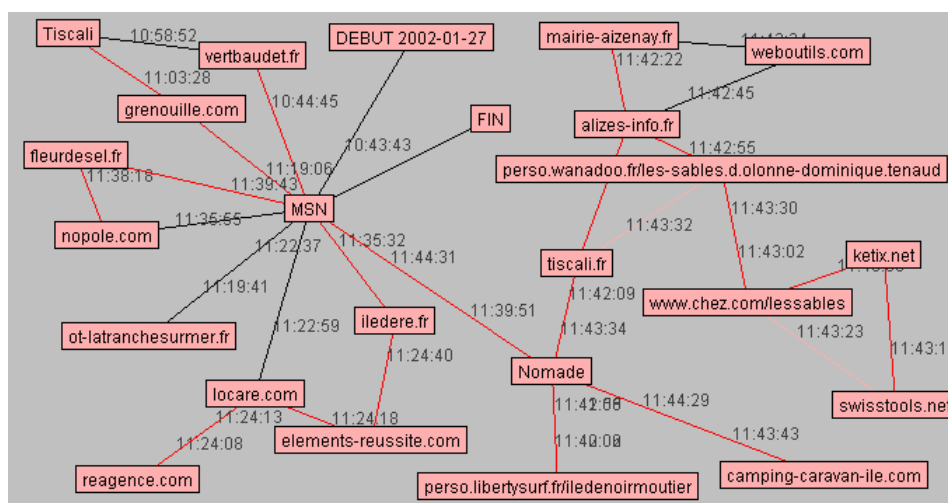 Tiscali
10:58:52
vertbaudet.fr
DEBUT 2002-01-27
mairie-aizenay.fr
weboutils.com
11:42:22
11:03:28
10:44:45
11:42:45
grenouille.com
FIN
alizes-info.fr
10:43:43
11:42:55
fleurdesel.fr
11:38:18
11:19:06
11:39:43
perso.wanadoo.fr/les-sables.d.olonne-dominique.tenaud
MSN
11:35:55
11:43:30
nopole.com
11:22:37
11:35:32
11:43:32
11:44:31
11:43:02
ketix.net
tiscali.fr
11:19:41
11:42:09
www.chez.com/lessables
11:22:59
iledere.fr
11:39:51
ot-latranchesurmer.fr
11:43:34
11:43:23
11:24:40
11:43:1
Nomade
locare.com
11:44:29
swisstools.net
11:24:13
11:24:18
elements-reussite.com
11:24:08
11:43:43
reagence.com
perso.libertysurf.fr/iledenoirmoutier
camping-caravan-ile.com